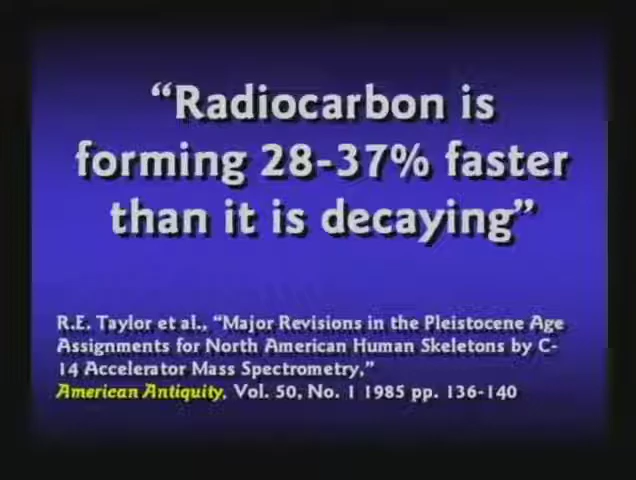 “Radiocarbon is
forming 28-37% faster
than it is decaying”
R.E. Taylor et al., “Major Revisions in the Pleistocene Age
Assignments for North American Human Skeletons by C-
14 Accelerator Mass Spectrometry,”
American Antiquity, Vol. 50, No. 1 1985 pp. 136-140